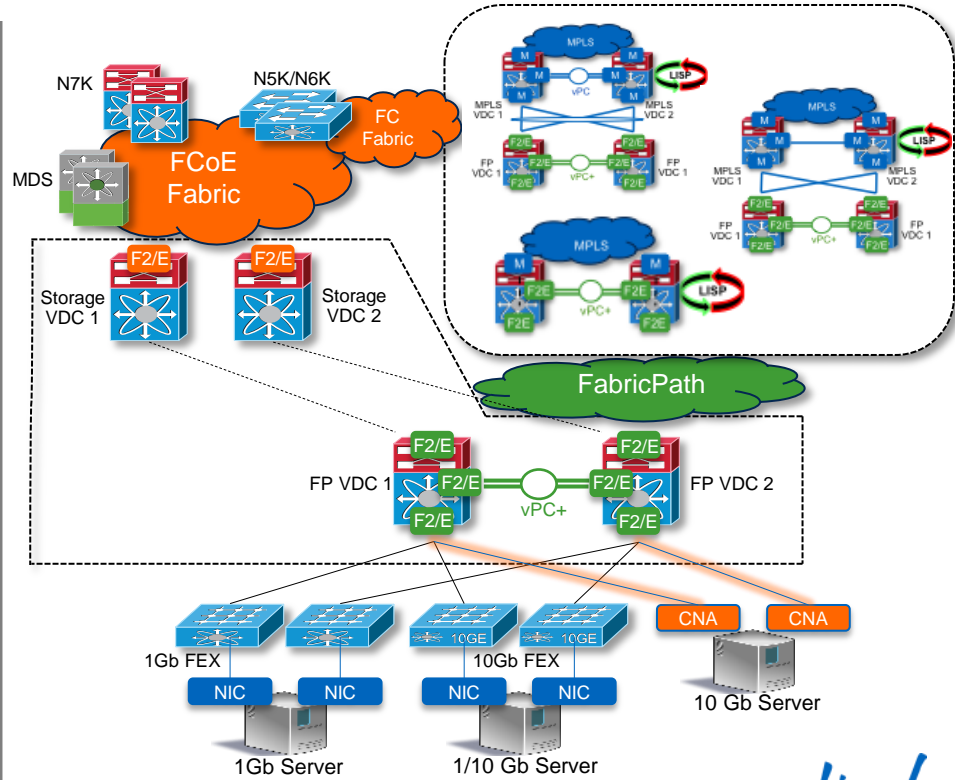 N7K
N5K/N6K
FC
Fabric
FCoE
Fabric
MDS
MPLS
M
M
M
M
vPC
M
M
LISP
MPLS
VDC 1
MPLS
VDC 2
F2/E
F2/E
FP
VDC 1
F2/E
F2/E
vPC+
FP
VDC 1
F2/E
F2/E
MPLS
M
M
M
M
M
M
LISP
MPLS
VDC 1
MPLS
VDC 2
F2/E
F2/E
FP
VDC 1
F2/E
F2/E
vPC+
FP
VDC 1
F2/E
F2/E
MPLS
M
M
F2E
F2E
vPC+
LISP
F2E
F2E
F2/E
F2/E
Storage
VDC 1
Storage
VDC 2
FabricPath
F2/E
F2/E
FP VDC 1
F2/E
F2/E
FP VDC 2
vPC+
F2/E
F2/E
1Gb FEX
10GE
10GE
10Gb FEX
CNA
CNA
NIC
NIC
NIC
NIC
10 Gb Server
1Gb Server
1/10 Gb Server